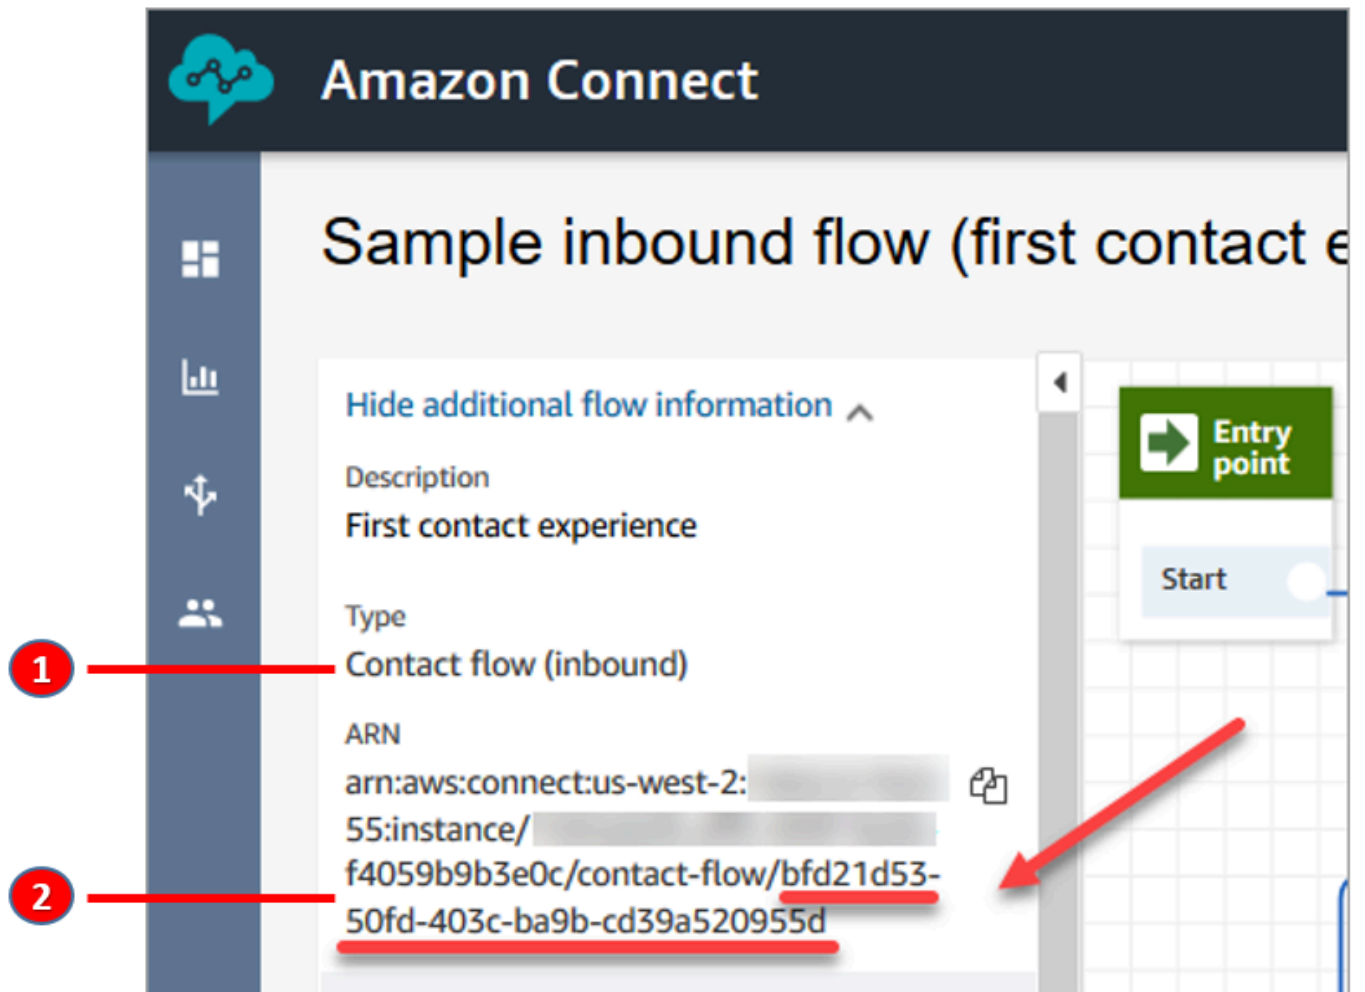 Amazon Connect
Sample inbound flow (first contact e
Hide additional flow information
Description
First contact experience
Type
1
Contact flow (inbound)
ARN
arn:aws:connect:us-west-2:
55:instance/
f4059b9b3e0c/contact-flow/bfd21d53-
2
50fd-403c-ba9b-cd39a520955d
Entry
point
Start